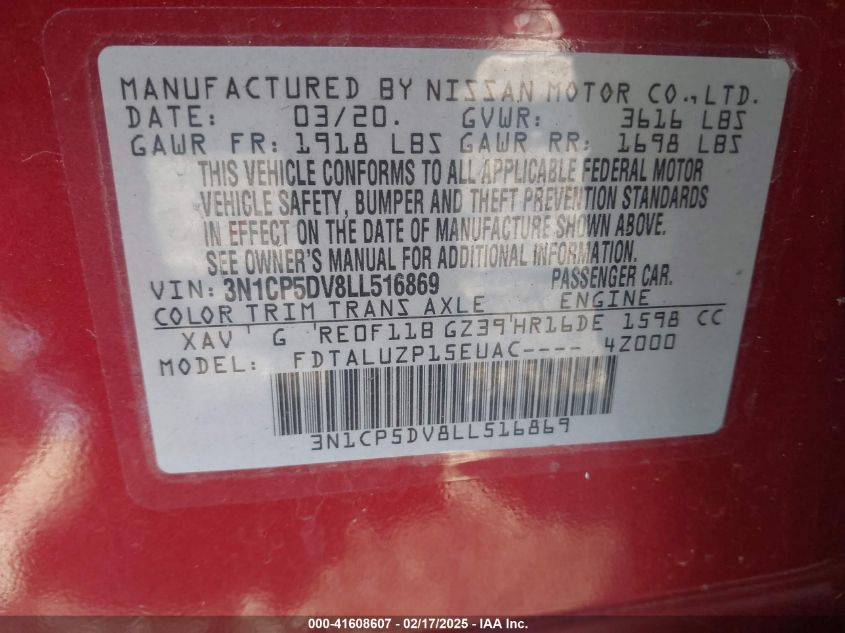 MANUFACTURED BY NISSAN MOTOR CO.,LTD.
DATE: 03/20. GVWR: 3616 LBS
GAWR FR: 1918 LBS GAWR RR: 1698 LBS
THIS VEHICLE CONFORMS TO ALL APPLICABLE FEDERAL MOTOR
VEHICLE SAFETY, BUMPER AND THEFT PREVENTION STANDARDS
IN EFFECT ON THE DATE OF MANUFACTURE SHOWN ABOVE.
SEE OWNER'S MANUAL FOR ADDITIONAL INFORMATION.
VIN: 3N1CP5DV8LL516869 PASSENGER CAR.
COLOR TRIM TRANS AXLE ENGINE
XAV' G 'RE0F11B GZ39'HR16DE 1598 CC
MODEL: FDTALUZP15EUAC---- 4Z000
3N1CP5DV8LL516869
000-41608607 - 02/17/2025 - IAA Inc.